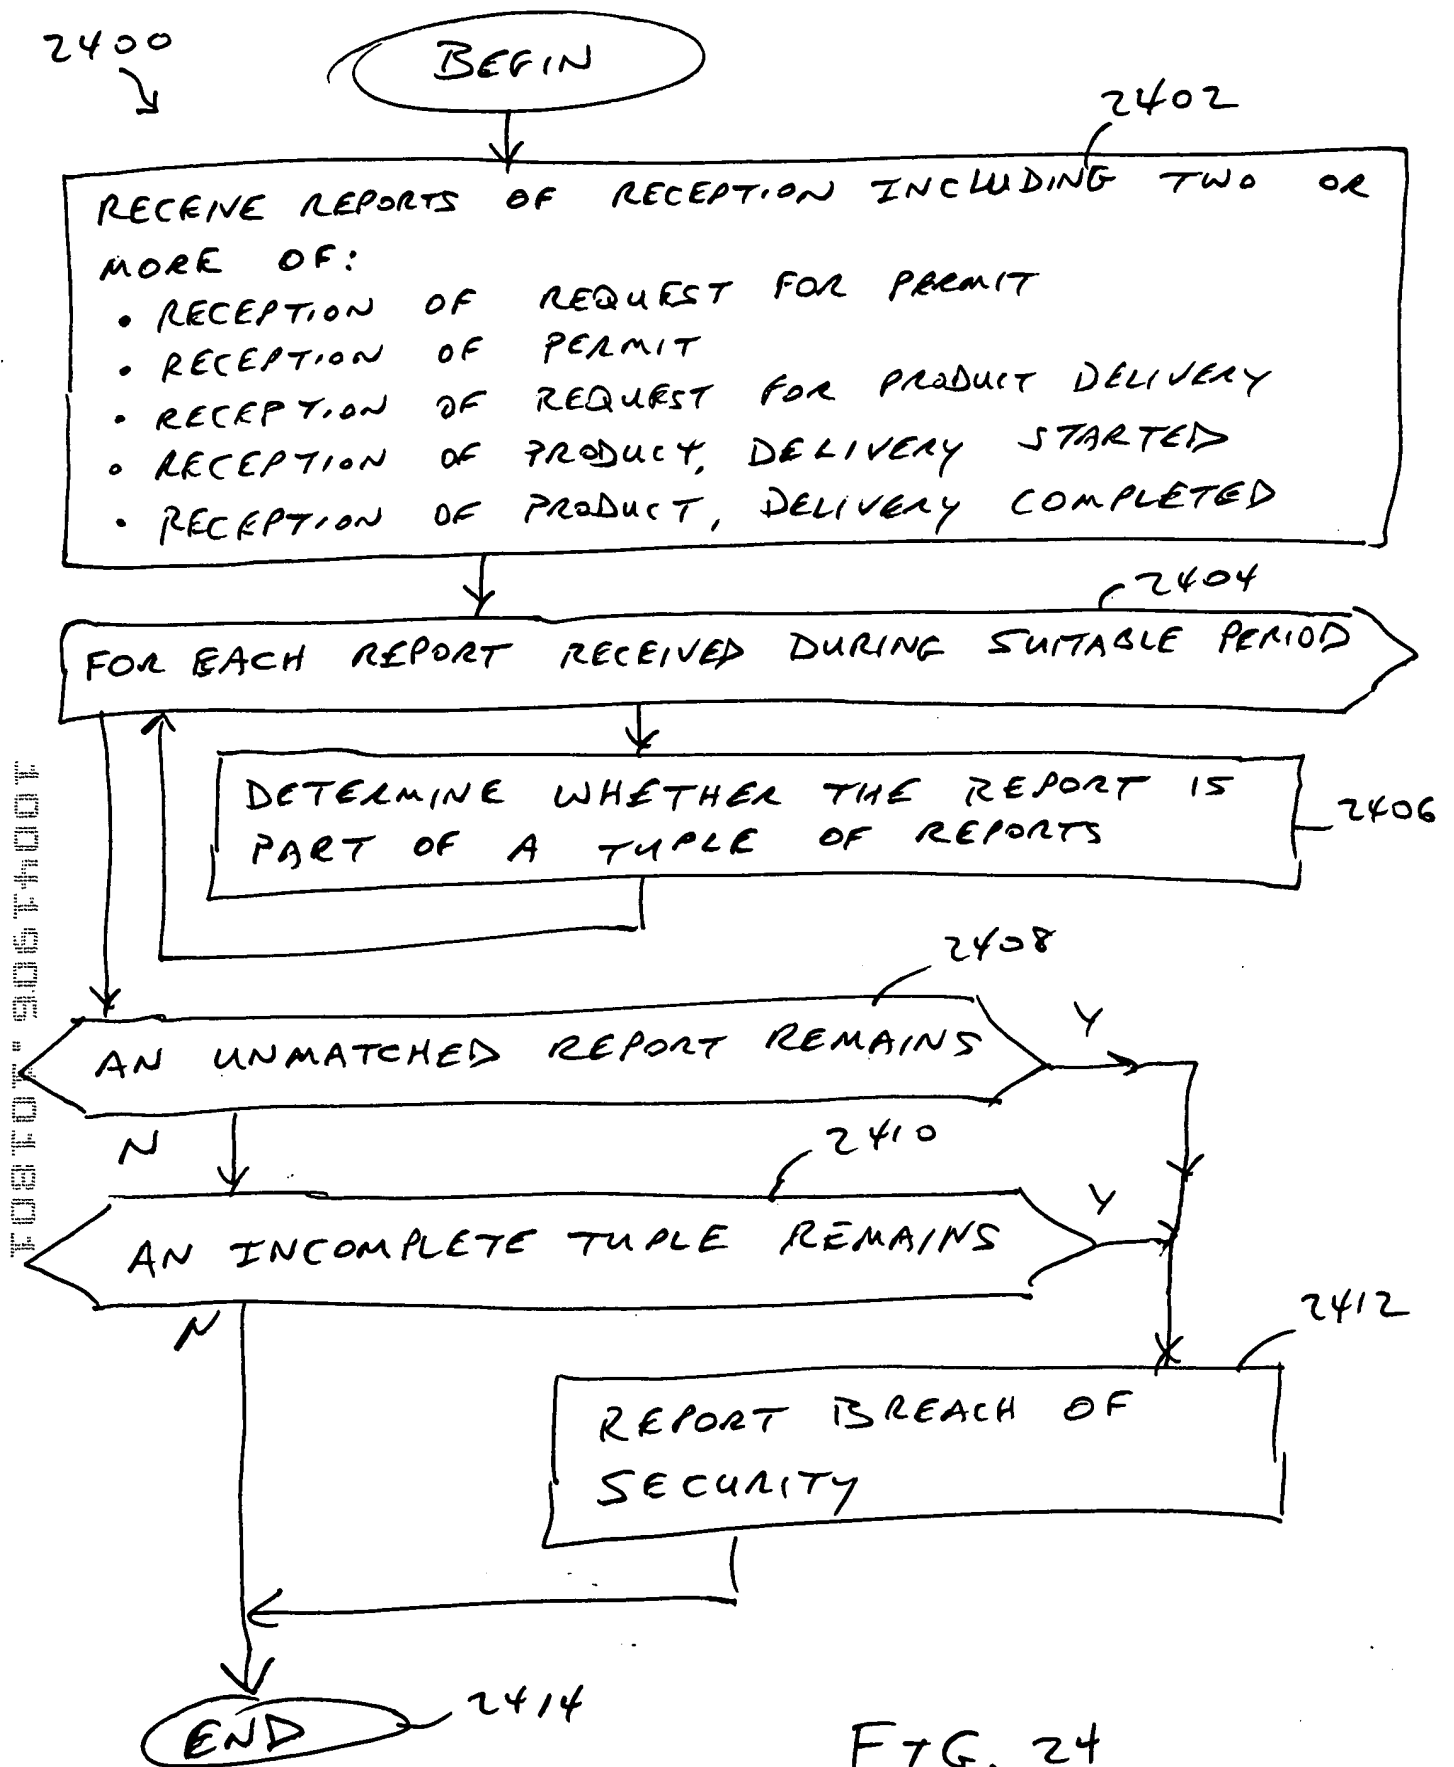 2400
BEGIN
2402
RECEIVE REPORTS OF RECEPTION INCLUDING TWO OR
MORE OF:
• RECEPTION OF REQUEST FOR PERMIT
• RECEPTION OF PERMIT
• RECEPTION OF REQUEST FOR PRODUCT DELIVERY
• RECEPTION OF PRODUCT, DELIVERY STARTED
• RECEPTION OF PRODUCT, DELIVERY COMPLETED
2404
FOR EACH REPORT RECEIVED DURING SUITABLE PERIOD
DETERMINE WHETHER THE REPORT IS
PART OF A TUPLE OF REPORTS
2406
2408
AN UNMATCHED REPORT REMAINS
Y
N
2410
AN INCOMPLETE TUPLE REMAINS
Y
N
2412
REPORT BREACH OF
SECURITY
END
2414
FIG. 24